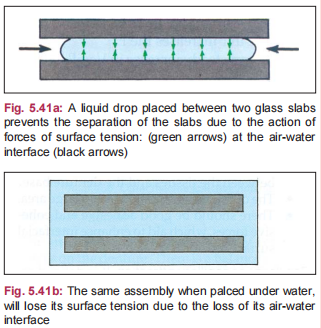 Fig. 5.41a: A liquid drop placed between two glass slabs
prevents the separation of the slabs due to the action of
forces of surface tension: (green arrows) at the air-water
interface (black arrows)
Fig. 5.41b: The same assembly when palced under water,
will lose its surface tension due to the loss of its air-water
interface